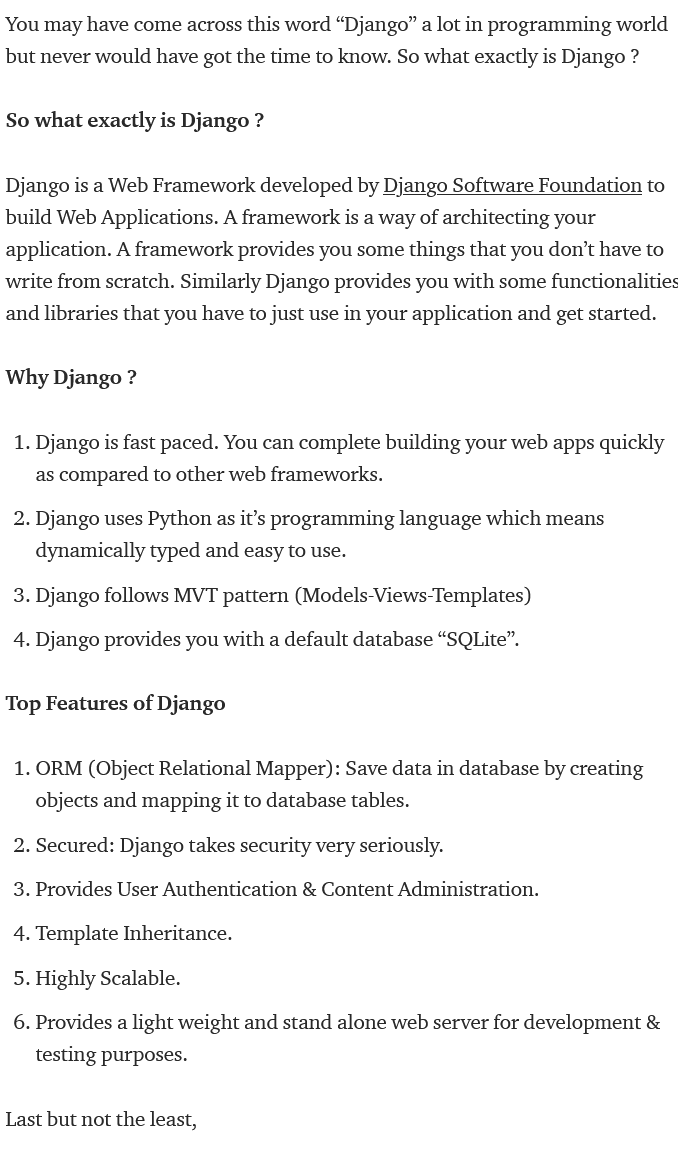 You may have come across this word “Django” a lot in programming world
but never would have got the time to know. So what exactly is Django ?
So what exactly is Django ?
Django is a Web Framework developed by Django Software Foundation to
build Web Applications. A framework is a way of architecting your
application. A framework provides you some things that you don’t have to
write from scratch. Similarly Django provides you with some functionalities
and libraries that you have to just use in your application and get started.
Why Django ?
1. Django is fast paced. You can complete building your web apps quickly
as compared to other web frameworks.
2. Django uses Python as it’s programming language which means
dynamically typed and easy to use.
3. Django follows MVT pattern (Models-Views-Templates)
4. Django provides you with a default database “SQLite”.
Top Features of Django
1. ORM (Object Relational Mapper): Save data in database by creating
objects and mapping it to database tables.
2. Secured: Django takes security very seriously.
3. Provides User Authentication & Content Administration.
4. Template Inheritance.
5. Highly Scalable.
6. Provides a light weight and stand alone web server for development &
testing purposes.
Last but not the least,